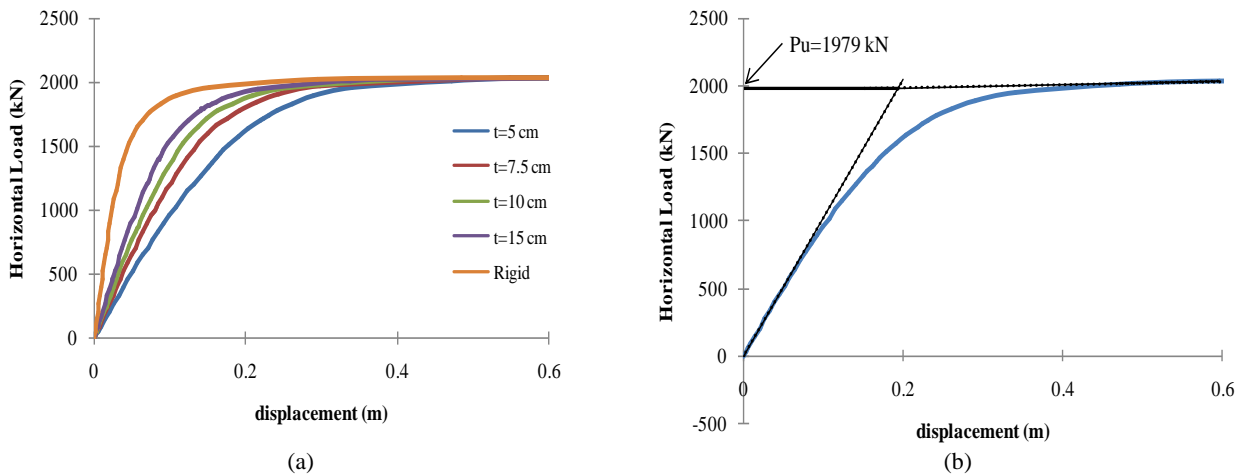 2500
2000
1500
1000
500
0
0
0.2
0.4
0.6
Horizontal Load (kN)
displacement (m)
t=5 cm
t=7.5 cm
t=10 cm
t=15 cm
Rigid
(a)
2500
2000
1500
1000
500
0
-500
0
0.2
0.4
0.6
Horizontal Load (kN)
displacement (m)
Pu=1979 kN
(b)